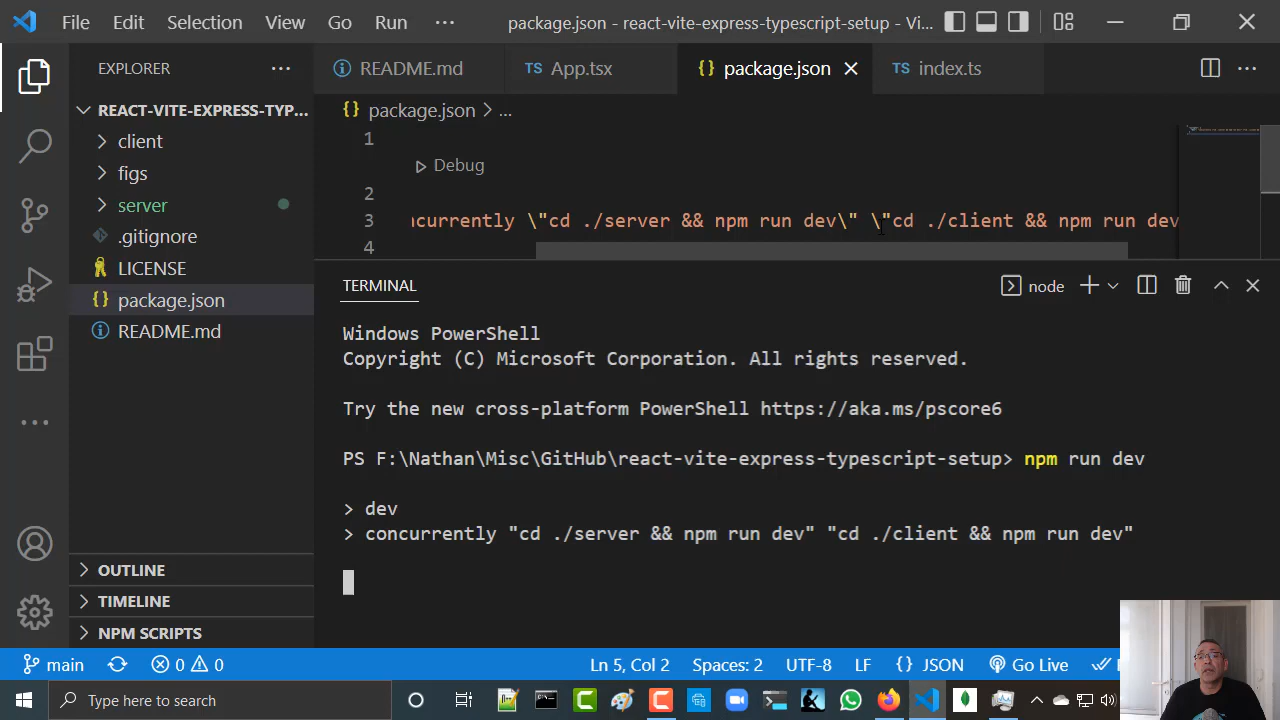 File Edit Selection View Go Run ··· package.json - react-vite-express-typescript-setup - Vi...
EXPLORER ···
README.md TS App.tsx {} package.json TS index.ts ···
REACT-VITE-EXPRESS-TYP...
{} package.json > ...
client
1
figs
Debug
2
server
3 ncurrently \"cd ./server && npm run dev\" \"cd ./client && npm run dev
.gitignore
4
LICENSE
{} package.json
README.md
TERMINAL
node
Windows PowerShell
Copyright (C) Microsoft Corporation. All rights reserved.
Try the new cross-platform PowerShell https://aka.ms/pscore6
PS F:\Nathan\Misc\GitHub\react-vite-express-typescript-setup> npm run dev
> dev
> concurrently "cd ./server && npm run dev" "cd ./client && npm run dev"
OUTLINE
TIMELINE
NPM SCRIPTS
main 0 0 Ln 5, Col 2 Spaces: 2 UTF-8 LF {} JSON Go Live
Type here to search